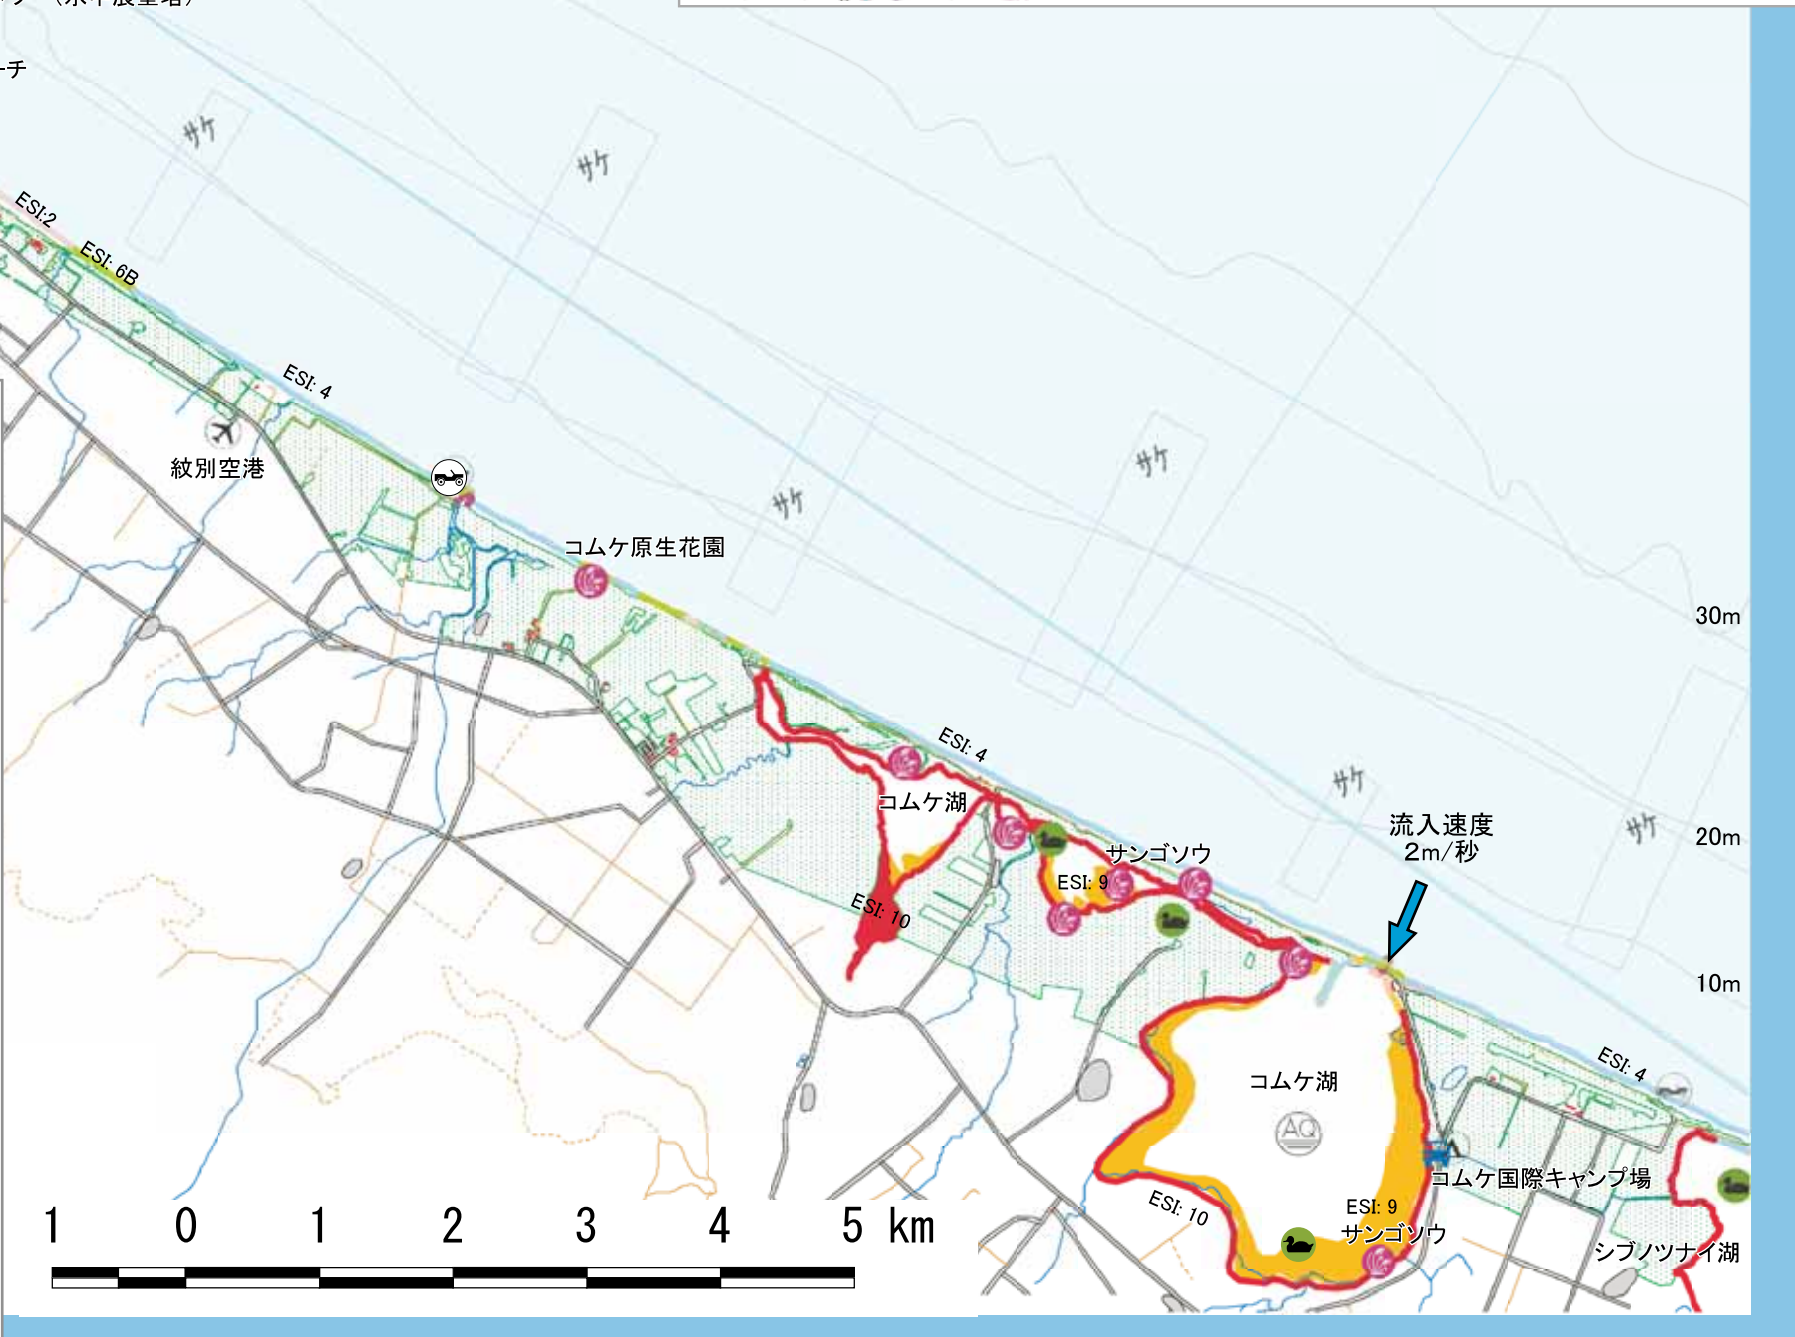 ーチ
サケ
サケ
ESI:2
ESI: 6B
ESI: 4
紋別空港
サケ
サケ
コムケ原生花園
30m
ESI: 4
サケ
コムケ湖
流入速度
2m/秒
サケ
20m
サンゴソウ
ESI: 9
ESI: 10
10m
ESI: 4
コムケ湖
AQ
コムケ国際キャンプ場
ESI: 10
ESI: 9
サンゴソウ
シブノツナイ湖
1 0 1 2 3 4 5 km